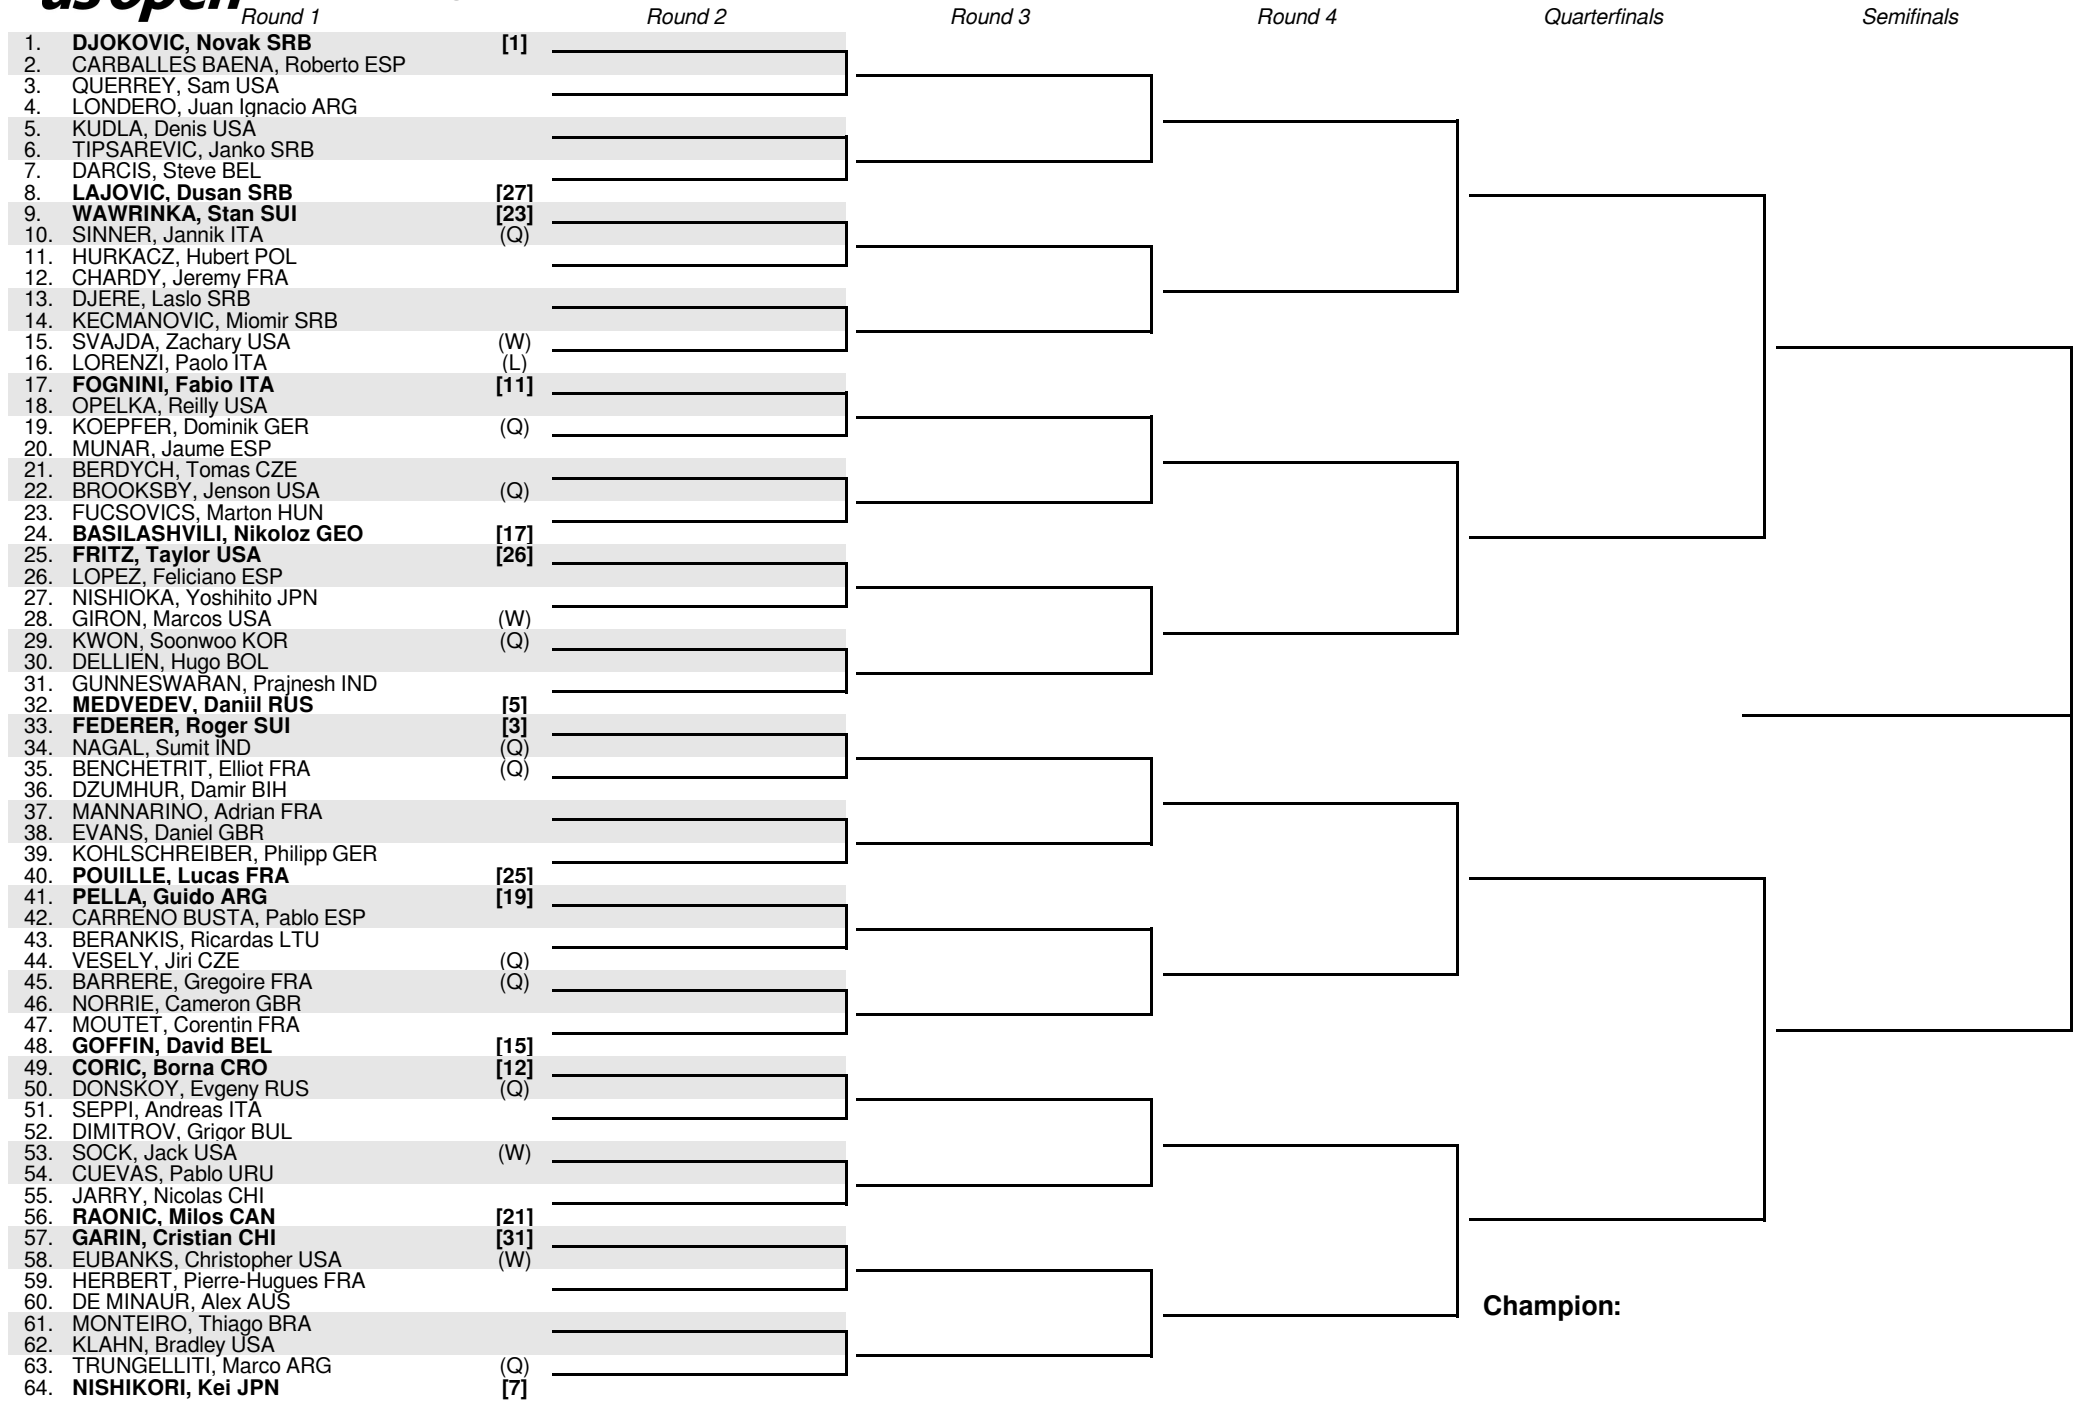 us open
Round 1 Round 2 Round 3 Round 4 Quarterfinals Semifinals
1. DJOKOVIC, Novak SRB [1]
2. CARBALLES BAENA, Roberto ESP
3. QUERREY, Sam USA
4. LONDERO, Juan Ignacio ARG
5. KUDLA, Denis USA
6. TIPSAREVIC, Janko SRB
7. DARCIS, Steve BEL
8. LAJOVIC, Dusan SRB [27]
9. WAWRINKA, Stan SUI [23]
10. SINNER, Jannik ITA (Q)
11. HURKACZ, Hubert POL
12. CHARDY, Jeremy FRA
13. DJERE, Laslo SRB
14. KECMANOVIC, Miomir SRB
15. SVAJDA, Zachary USA (W)
16. LORENZI, Paolo ITA (L)
17. FOGNINI, Fabio ITA [11]
18. OPELKA, Reilly USA
19. KOEPFER, Dominik GER (Q)
20. MUNAR, Jaume ESP
21. BERDYCH, Tomas CZE
22. BROOKSBY, Jenson USA (Q)
23. FUCSOVICS, Marton HUN
24. BASILASHVILI, Nikoloz GEO [17]
25. FRITZ, Taylor USA [26]
26. LOPEZ, Feliciano ESP
27. NISHIOKA, Yoshihito JPN
28. GIRON, Marcos USA (W)
29. KWON, Soonwoo KOR (Q)
30. DELLIEN, Hugo BOL
31. GUNNESWARAN, Prajnesh IND
32. MEDVEDEV, Daniil RUS [5]
33. FEDERER, Roger SUI [3]
34. NAGAL, Sumit IND (Q)
35. BENCHETRIT, Elliot FRA (Q)
36. DZUMHUR, Damir BIH
37. MANNARINO, Adrian FRA
38. EVANS, Daniel GBR
39. KOHLSCHREIBER, Philipp GER
40. POUILLE, Lucas FRA [25]
41. PELLA, Guido ARG [19]
42. CARRENO BUSTA, Pablo ESP
43. BERANKIS, Ricardas LTU
44. VESELY, Jiri CZE (Q)
45. BARRERE, Gregoire FRA (Q)
46. NORRIE, Cameron GBR
47. MOUTET, Corentin FRA
48. GOFFIN, David BEL [15]
49. CORIC, Borna CRO [12]
50. DONSKOY, Evgeny RUS (Q)
51. SEPPI, Andreas ITA
52. DIMITROV, Grigor BUL
53. SOCK, Jack USA (W)
54. CUEVAS, Pablo URU
55. JARRY, Nicolas CHI
56. RAONIC, Milos CAN [21]
57. GARIN, Cristian CHI [31]
58. EUBANKS, Christopher USA (W)
59. HERBERT, Pierre-Hugues FRA
60. DE MINAUR, Alex AUS
Champion:
61. MONTEIRO, Thiago BRA
62. KLAHN, Bradley USA
63. TRUNGELLITI, Marco ARG (Q)
64. NISHIKORI, Kei JPN [7]